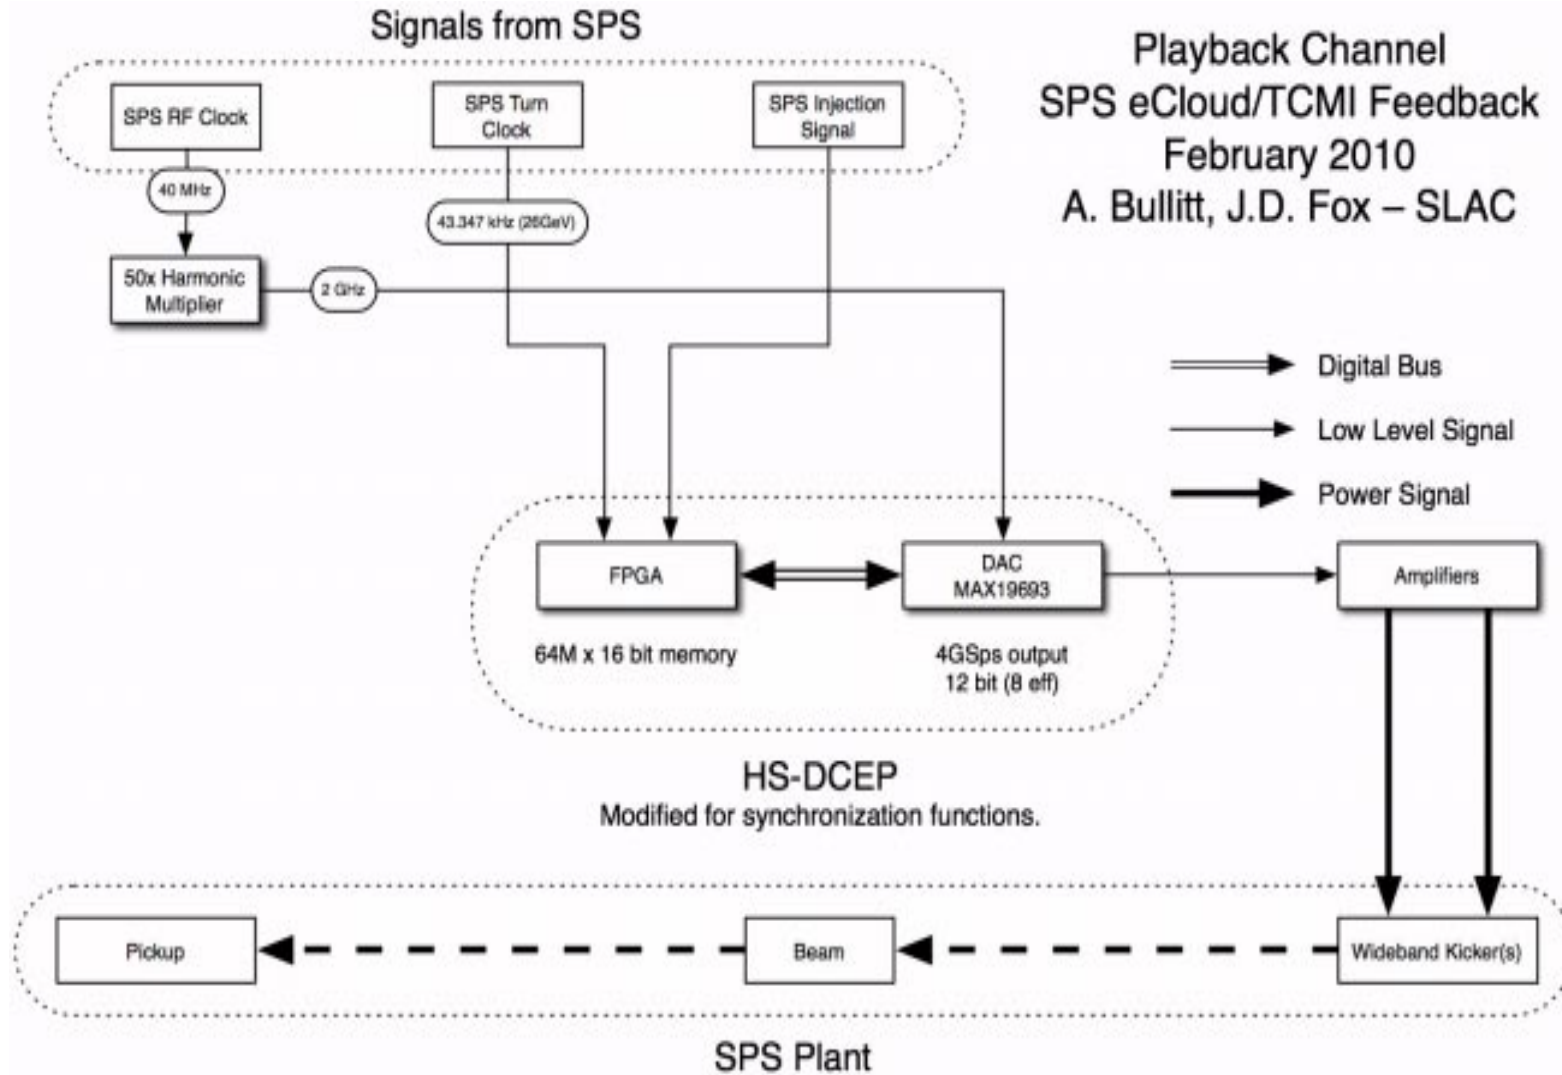 Signals from SPS
Playback Channel
SPS eCloud/TCMI Feedback
February 2010
A. Bullitt, J.D. Fox – SLAC
SPS RF Clock
SPS Turn
Clock
SPS Injection
Signal
40 MHz
43.347 kHz (26GeV)
50x Harmonic
Multiplier
2 GHz
Digital Bus
Low Level Signal
Power Signal
FPGA
DAC
MAX19693
Amplifiers
64M x 16 bit memory
4GSps output
12 bit (8 eff)
HS-DCEP
Modified for synchronization functions.
Pickup
Beam
Wideband Kicker(s)
SPS Plant